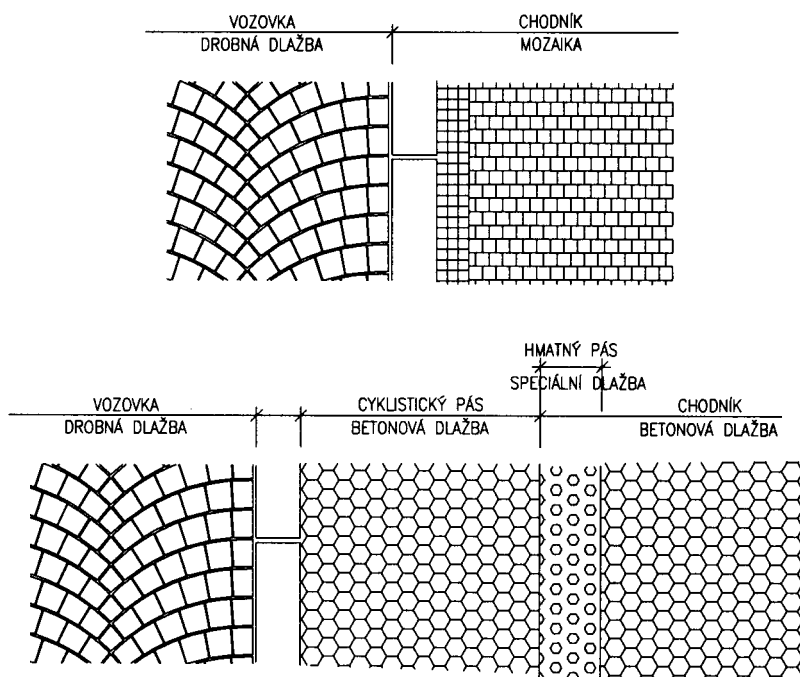 VOZOVKA
CHODNÍK
DROBNÁ DLAŽBA
MOZAIKA
HMATNÝ PÁS
SPECIÁLNÍ DLAŽBA
VOZOVKA
CYKLISTICKÝ PÁS
CHODNÍK
DROBNÁ DLAŽBA
BETONOVÁ DLAŽBA
BETONOVÁ DLAŽBA